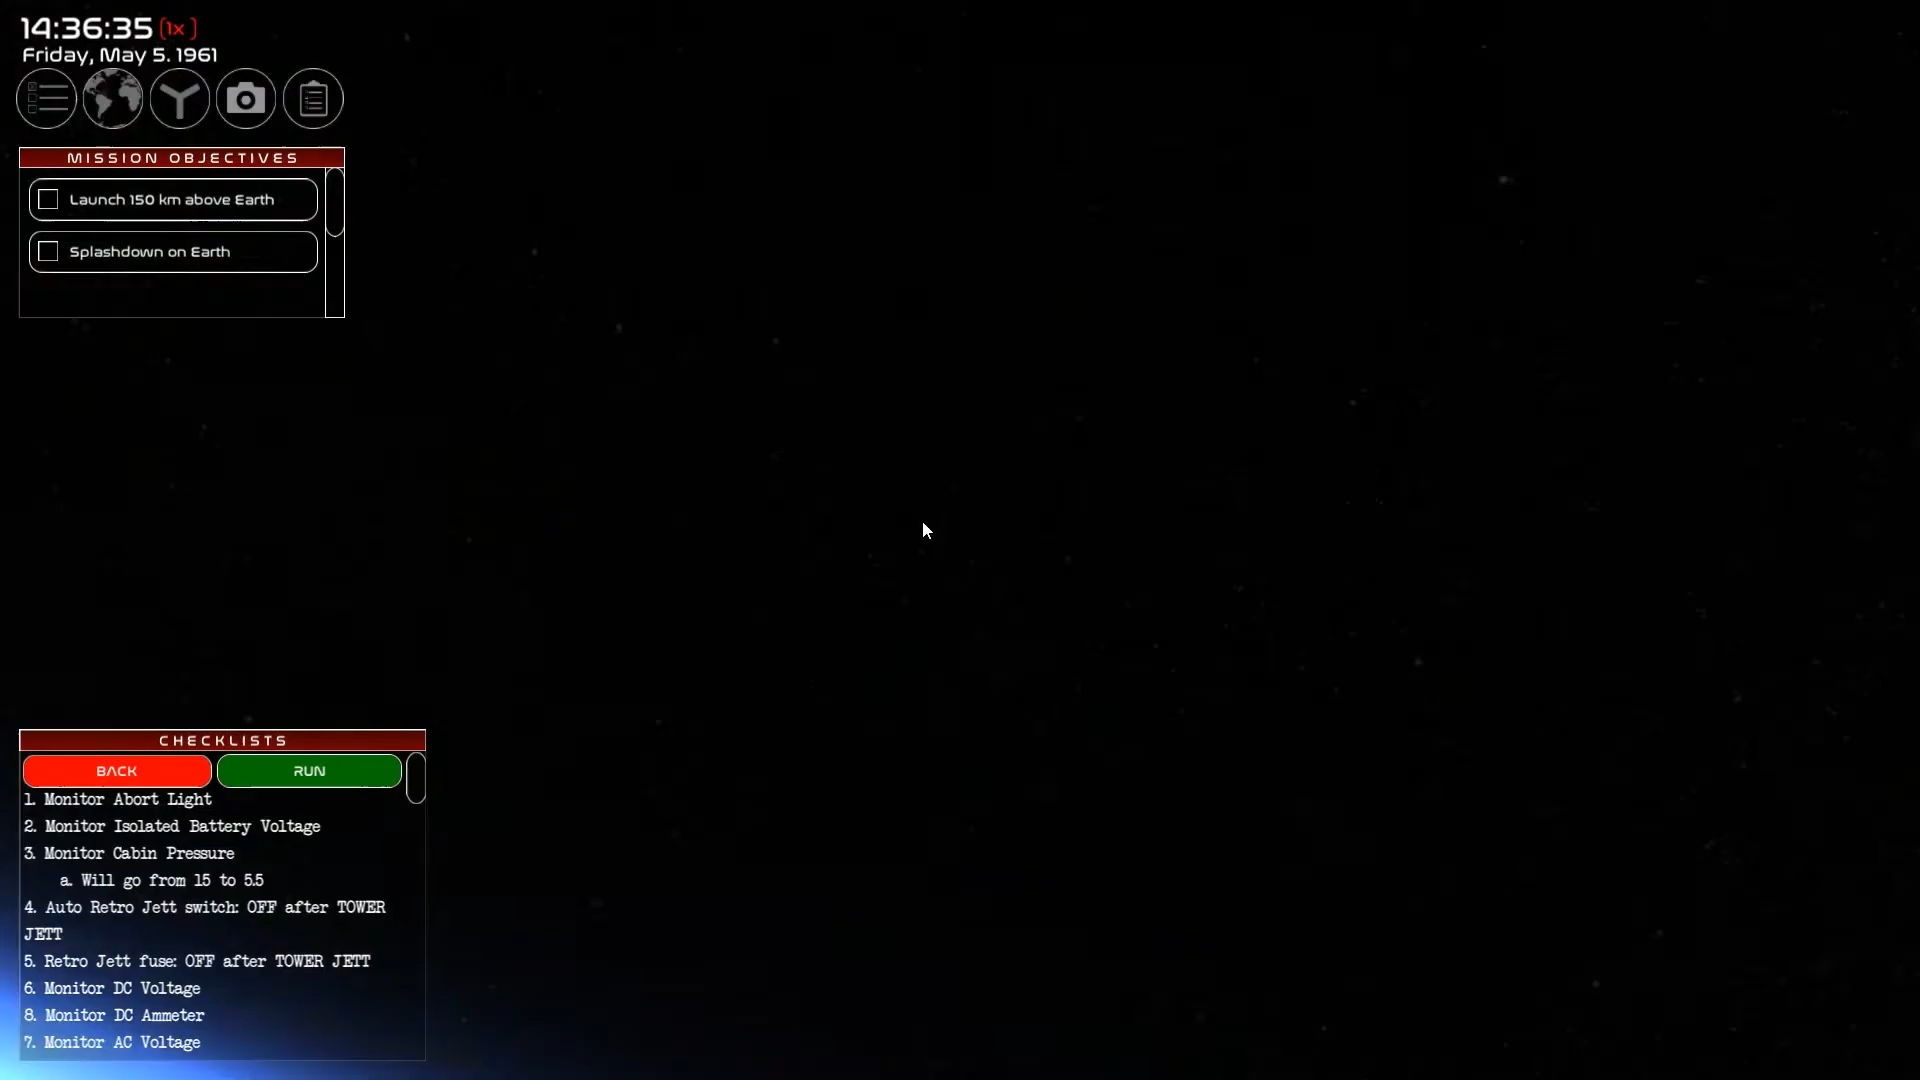 14:36:35 (1x )
Friday, May 5. 1961
MISSION OBJECTIVES
Launch 150 km above Earth
Splashdown on Earth
CHECKLISTS
BACK
RUN
1. Monitor Abort Light
2. Monitor Isolated Battery Voltage
3. Monitor Cabin Pressure
a. Will go from 15 to 5.5
4. Auto Retro Jett switch: OFF after TOWER
JETT
5. Retro Jett fuse: OFF after TOWER JETT
6. Monitor DC Voltage
8. Monitor DC Ammeter
7. Monitor AC Voltage